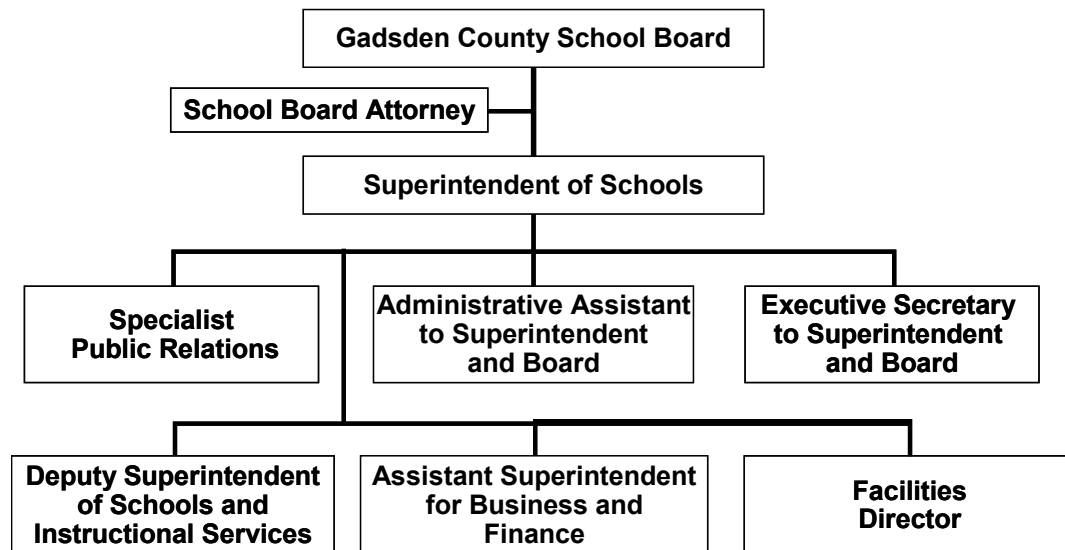 Gadsden County School Board
School Board Attorney
Superintendent of Schools
Specialist
Public Relations
Administrative Assistant
to Superintendent
and Board
Executive Secretary
to Superintendent
and Board
Deputy Superintendent
of Schools and
Instructional Services
Assistant Superintendent
for Business and
Finance
Facilities
Director